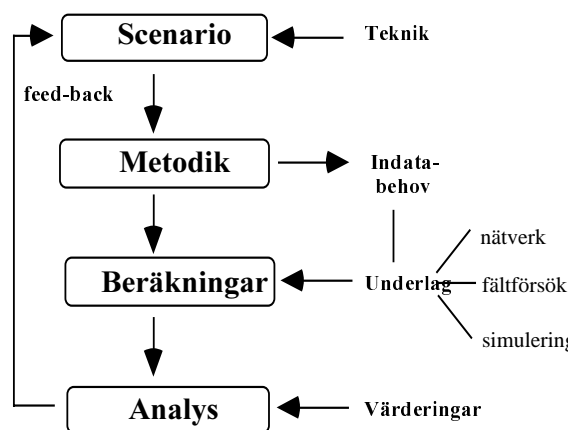 Scenario
Teknik
feed-back
Metodik
Indata-
behov
nätverk
Beräkningar
Underlag
fältförsök
simulering
Analys
Värderingar